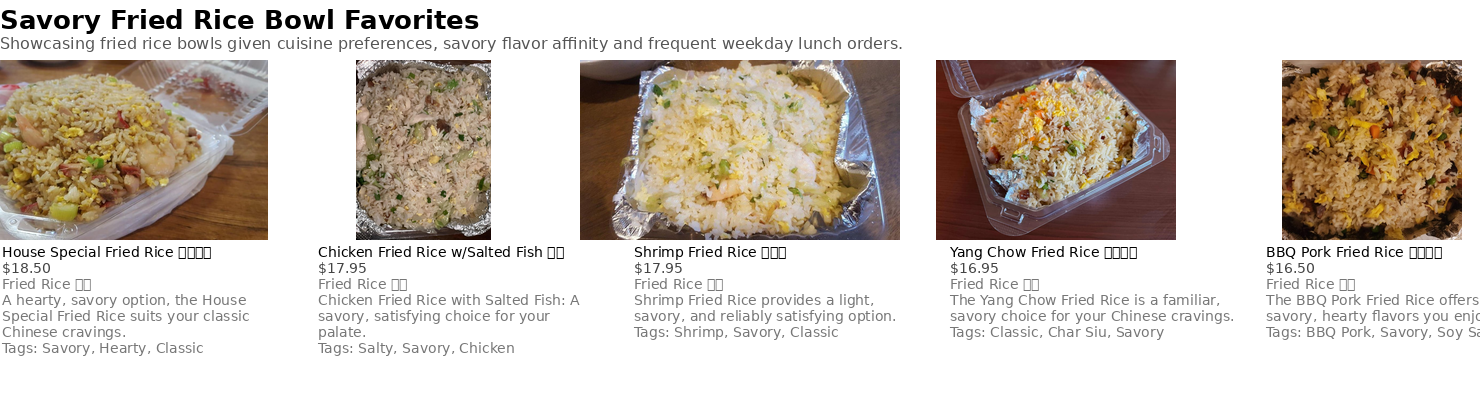 Savory Fried Rice Bowl Favorites
Showcasing fried rice bowls given cuisine preferences, savory flavor affinity and frequent weekday lunch orders.
House Special Fried Rice
$18.50
Fried Rice
A hearty, savory option, the House
Special Fried Rice suits your classic
Chinese cravings.
Tags: Savory, Hearty, Classic
Chicken Fried Rice w/Salted Fish
$17.95
Fried Rice
Chicken Fried Rice with Salted Fish: A
savory, satisfying choice for your
palate.
Tags: Salty, Savory, Chicken
Shrimp Fried Rice
$17.95
Fried Rice
Shrimp Fried Rice provides a light,
savory, and reliably satisfying option.
Tags: Shrimp, Savory, Classic
Yang Chow Fried Rice
$16.95
Fried Rice
The Yang Chow Fried Rice is a familiar,
savory choice for your Chinese cravings.
Tags: Classic, Char Siu, Savory
BBQ Pork Fried Rice
$16.50
Fried Rice
The BBQ Pork Fried Rice offers
savory, hearty flavors you
Tags: BBQ Pork, Savory, Soy